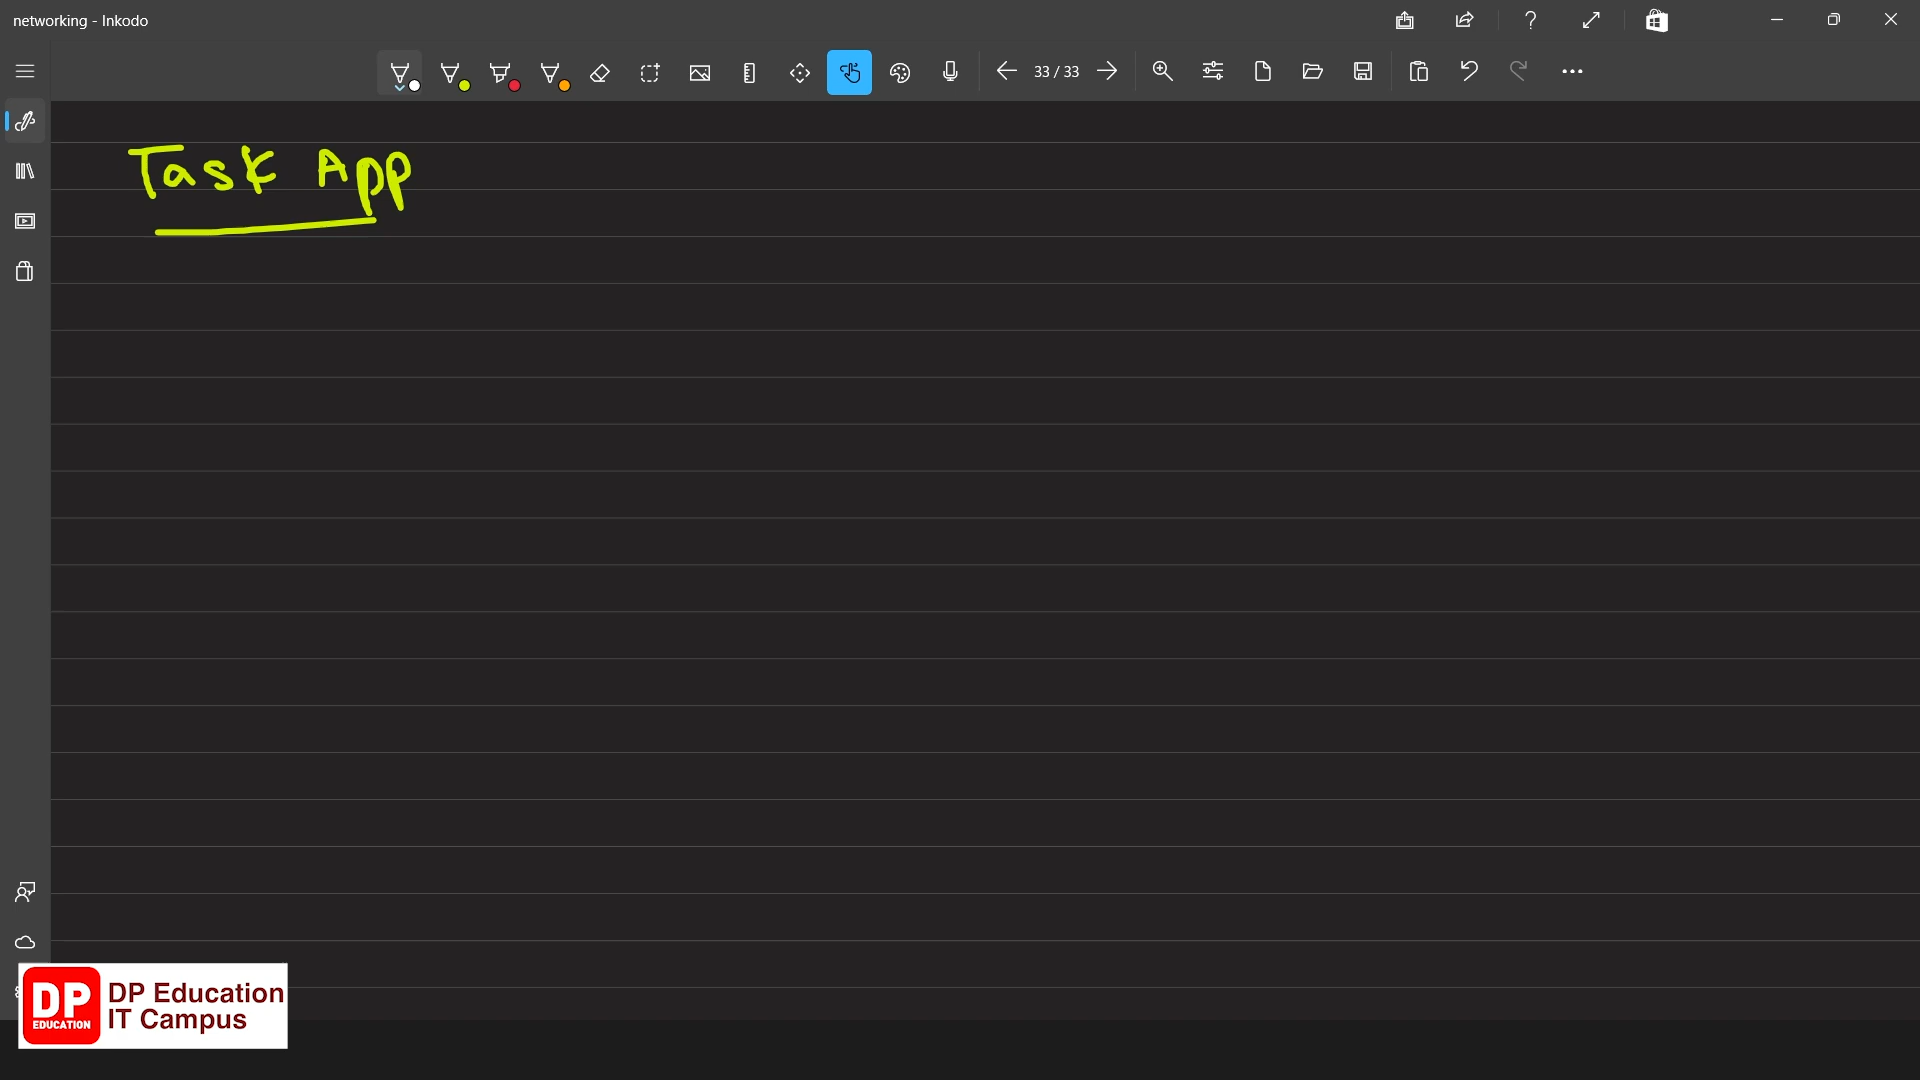 networking - Inkodo
33 / 33
Task App
DP
EDUCATION
DP Education
IT Campus